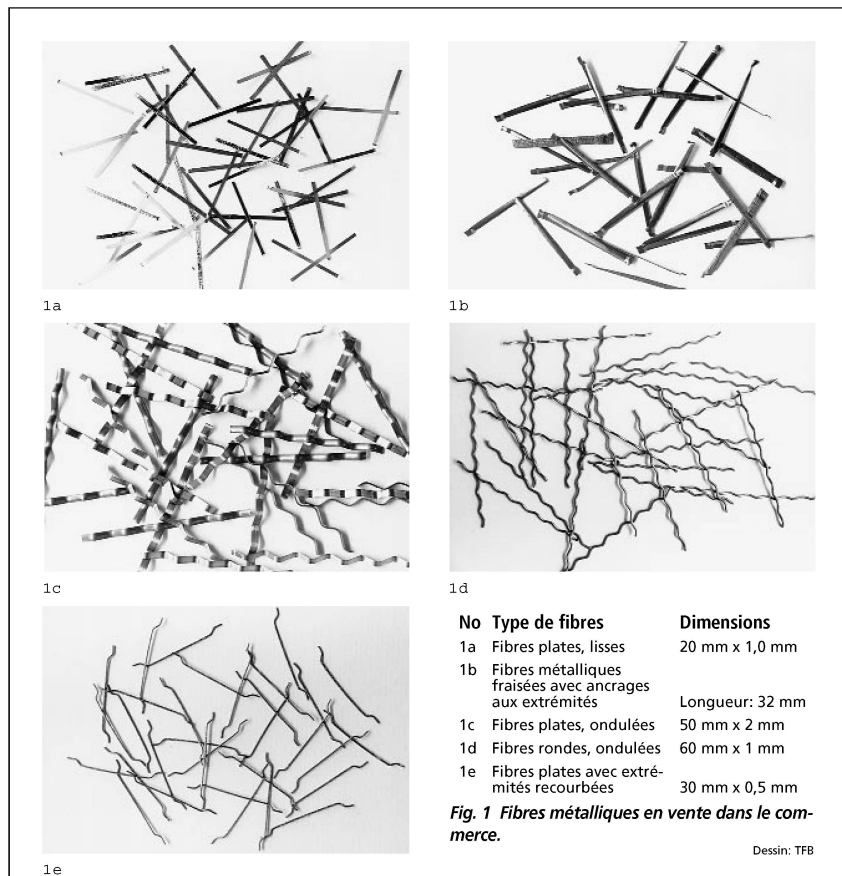 1a
1b
1c
1d
1e
No Type de fibres Dimensions
1a Fibres plates, lisses 20 mm x 1,0 mm
1b Fibres métalliques
fraisées avec ancrages
aux extrémités Longueur: 32 mm
1c Fibres plates, ondulées 50 mm x 2 mm
1d Fibres rondes, ondulées 60 mm x 1 mm
1e Fibres plates avec extré-
mités recourbées 30 mm x 0,5 mm
Fig. 1 Fibres métalliques en vente dans le com-
merce.
Dessin: TFB